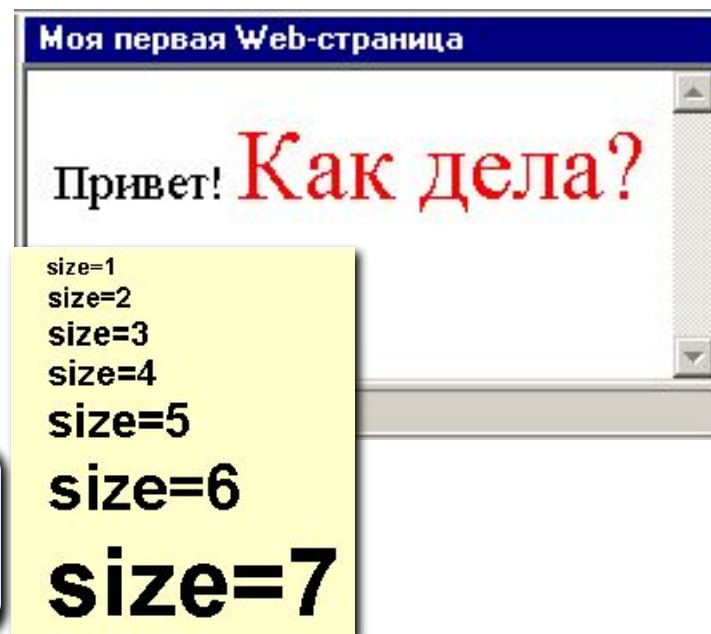 Моя первая Web-страница
Привет! Как дела?
size=1
size=2
size=3
size=4
size=5
size=6
size=7